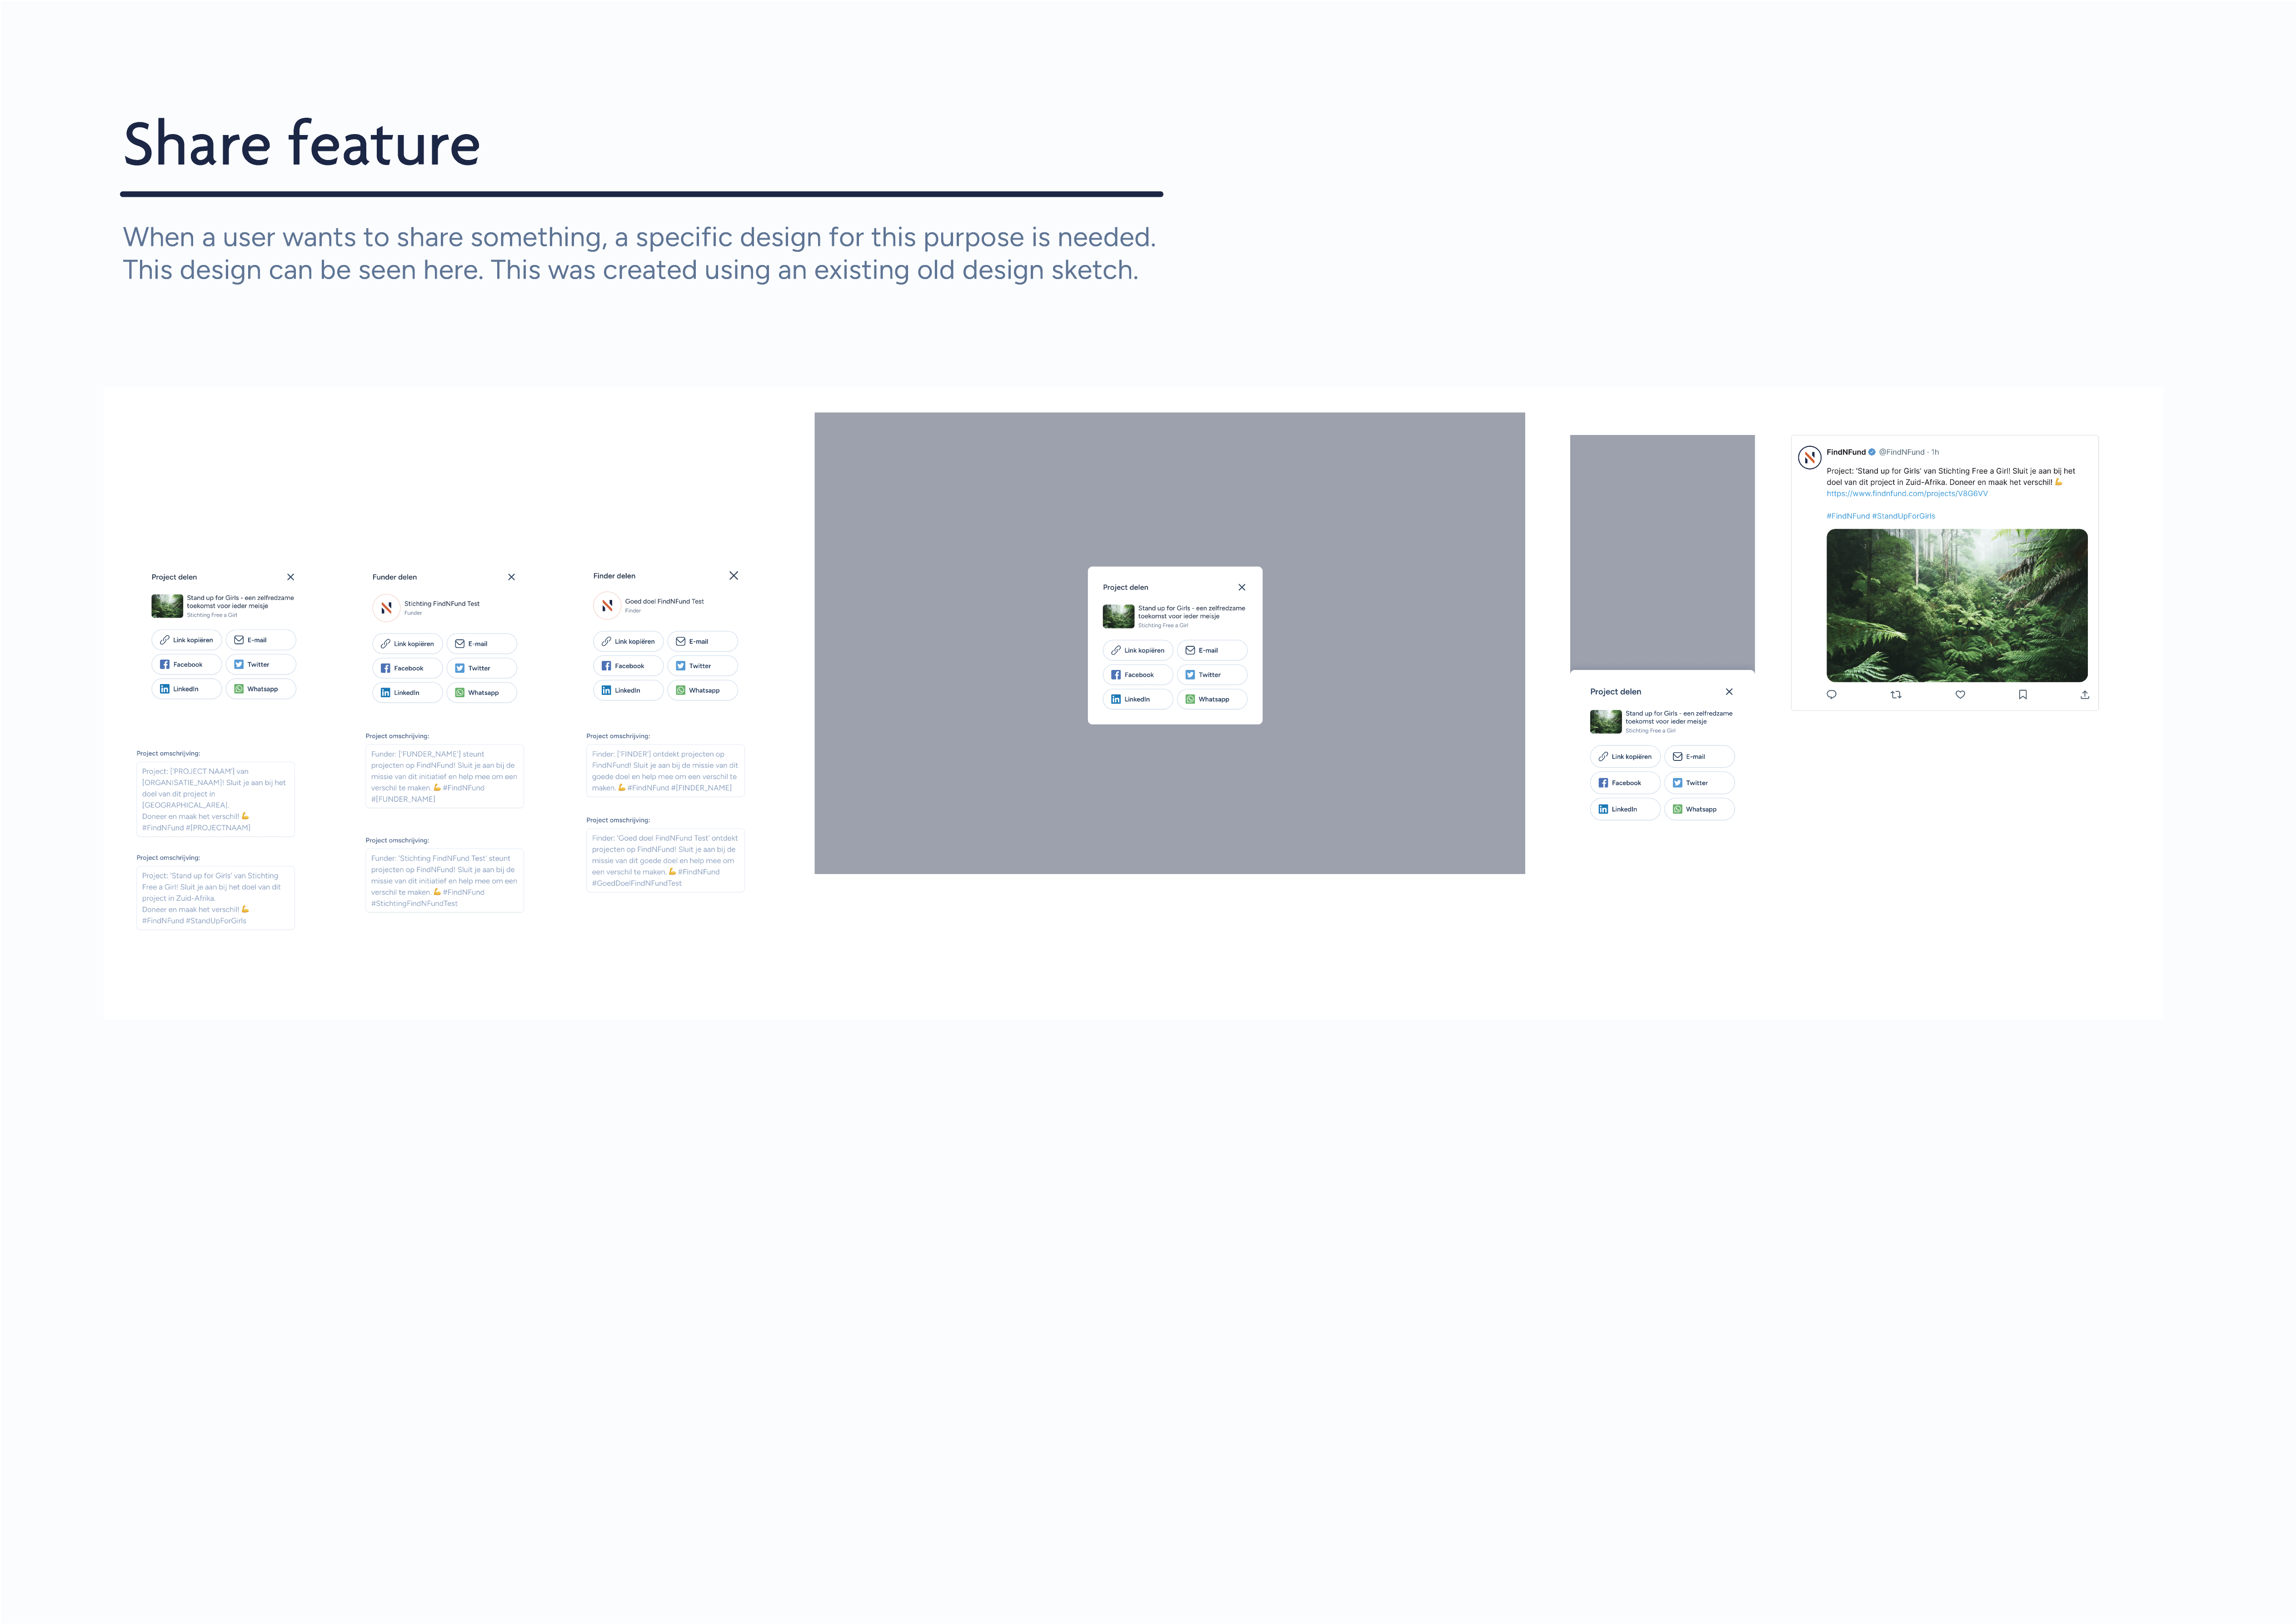 Share feature
When a user wants to share something, a specific design for this purpose is needed.
This design can be seen here. This was created using an existing old design sketch.
Project delen
Stand up for Girls - een zelfredzame
toekomst voor ieder meisje
Stichting Free a Girl
Link kopiëren
E-mail
Facebook
Twitter
LinkedIn
Whatsapp
Project omschrijving:
Project: ['PROJECT NAAM'] van
[ORGANISATIE_NAAM]! Sluit je aan bij het
doel van dit project in
[GEOGRAPHICAL_AREA].
Doneer en maak het verschil! 💪
#FindNFund #[PROJECTNAAM]
Project omschrijving:
Project: 'Stand up for Girls' van Stichting
Free a Girl! Sluit je aan bij het doel van dit
project in Zuid-Afrika.
Doneer en maak het verschil! 💪
#FindNFund #StandUpForGirls
Funder delen
Stichting FindNFund Test
Funder
Link kopiëren
E-mail
Facebook
Twitter
LinkedIn
Whatsapp
Project omschrijving:
Funder: ['FUNDER_NAME'] steunt
projecten op FindNFund! Sluit je aan bij de
missie van dit initiatief en help mee om een
verschil te maken. 💪 #FindNFund
#[FUNDER_NAME]
Project omschrijving:
Funder: 'Stichting FindNFund Test' steunt
projecten op FindNFund! Sluit je aan bij de
missie van dit initiatief en help mee om een
verschil te maken. 💪 #FindNFund
#StichtingFindNFundTest
Finder delen
Goed doel FindNFund Test
Finder
Link kopiëren
E-mail
Facebook
Twitter
LinkedIn
Whatsapp
Project omschrijving:
Finder: ['FINDER'] ontdekt projecten op
FindNFund! Sluit je aan bij de missie van dit
goede doel en help mee om een verschil te
maken. 💪 #FindNFund #[FINDER_NAME]
Project omschrijving:
Finder: 'Goed doel FindNFund Test' ontdekt
projecten op FindNFund! Sluit je aan bij de
missie van dit goede doel en help mee om
een verschil te maken. 💪 #FindNFund
#GoedDoelFindNFundTest
Project delen
Stand up for Girls - een zelfredzame
toekomst voor ieder meisje
Stichting Free a Girl
Link kopiëren
E-mail
Facebook
Twitter
LinkedIn
Whatsapp
Project delen
Stand up for Girls - een zelfredzame
toekomst voor ieder meisje
Stichting Free a Girl
Link kopiëren
E-mail
Facebook
Twitter
LinkedIn
Whatsapp
FindNFund @FindNFund · 1h
Project: 'Stand up for Girls' van Stichting Free a Girl! Sluit je aan bij het
doel van dit project in Zuid-Afrika. Doneer en maak het verschil! 💪
https://www.findnfund.com/projects/V8G6VV
#FindNFund #StandUpForGirls